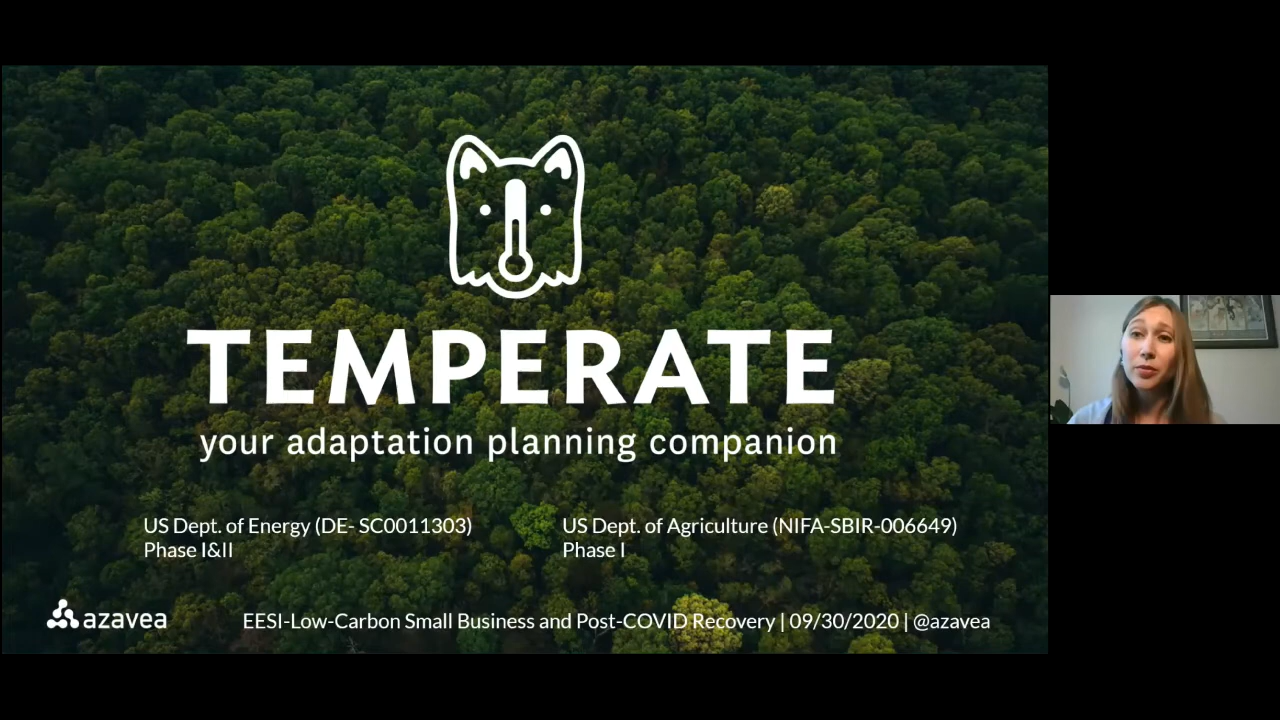 TEMPERATE
your adaptation planning companion
US Dept. of Energy (DE- SC0011303)
Phase I&II
US Dept. of Agriculture (NIFA-SBIR-006649)
Phase I
azavea
EESI-Low-Carbon Small Business and Post-COVID Recovery | 09/30/2020 | @azavea